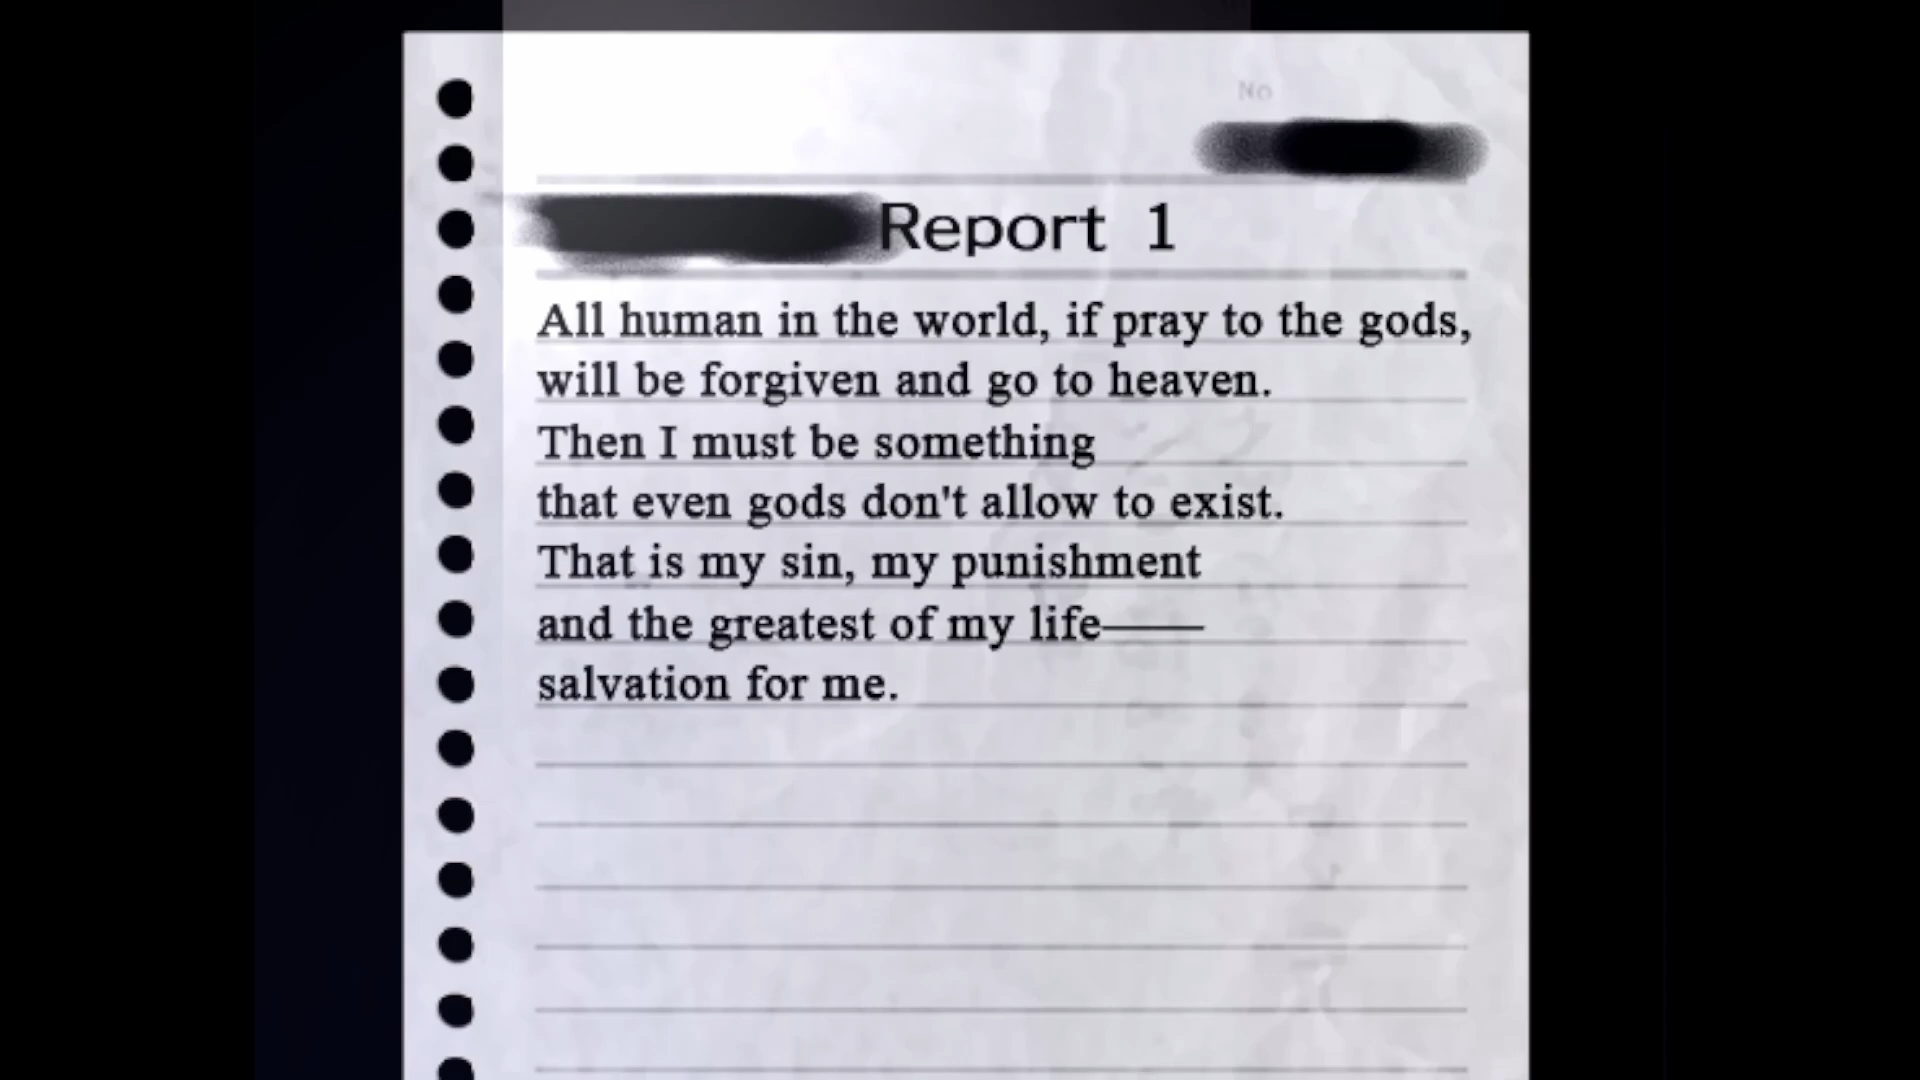 No
Report 1
All human in the world, if pray to the gods,
will be forgiven and go to heaven.
Then I must be something
that even gods don't allow to exist.
That is my sin, my punishment
and the greatest of my life——
salvation for me.